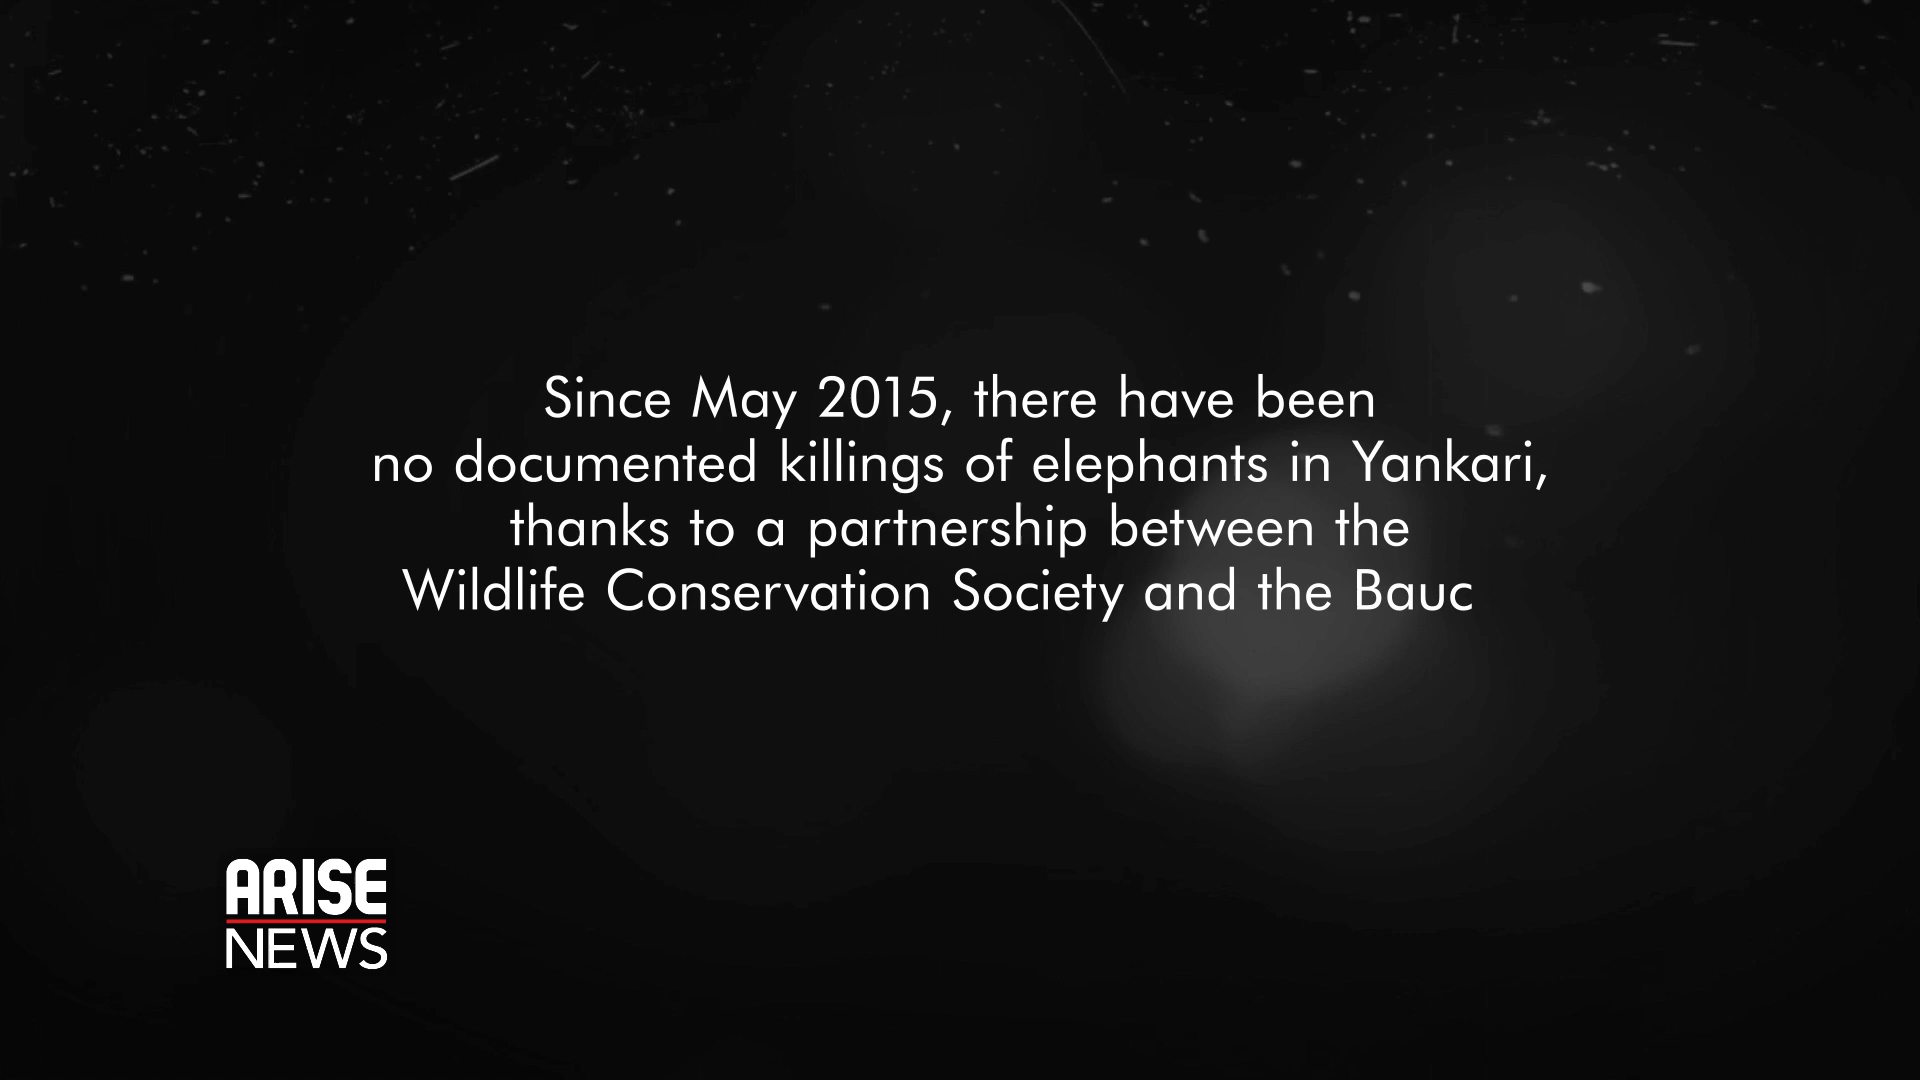 Since May 2015, there have been
no documented killings of elephants in Yankari,
thanks to a partnership between the
Wildlife Conservation Society and the Bauc
ARISE
NEWS